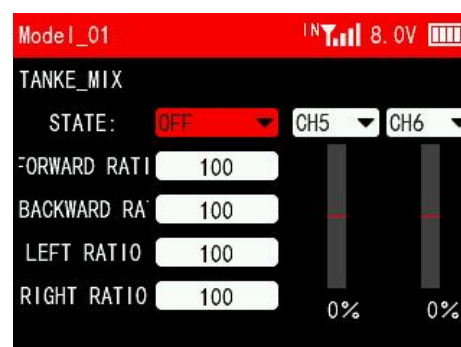 Model_01 IN 8.0V
TANKE_MIX
STATE: OFF CH5 CH6
FORWARD RATI 100
BACKWARD RA 100
LEFT RATIO 100
RIGHT RATIO 100
0% 0%